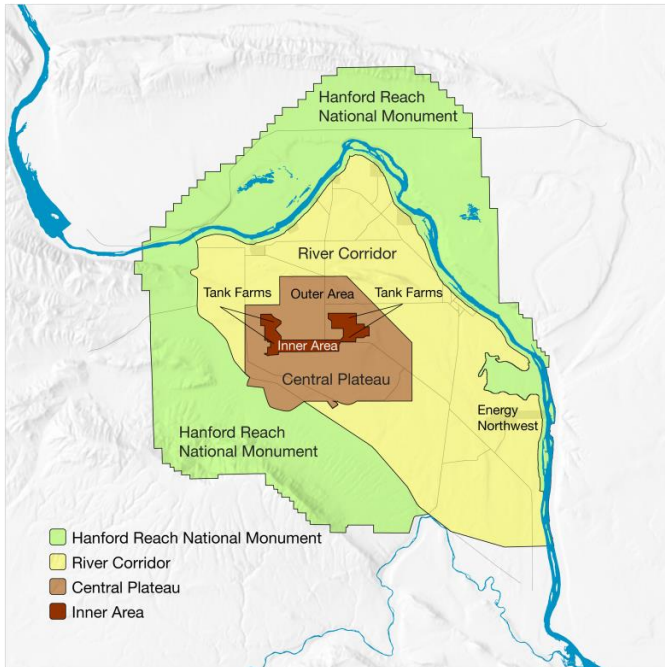 Hanford Reach
National Monument
River Corridor
Tank Farms
Outer Area
Tank Farms
Inner Area
Central Plateau
Energy
Northwest
Hanford Reach
National Monument
Hanford Reach National Monument
River Corridor
Central Plateau
Inner Area